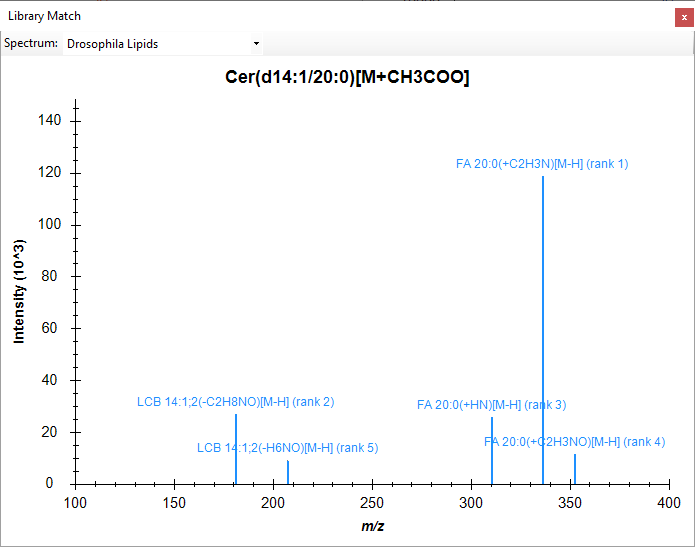 Library Match
x
Spectrum: Drosophila Lipids
Cer(d14:1/20:0)[M+CH3COO]
Intensity (10^3)
140
120
100
80
60
40
20
0
FA 20:0(+C2H3N)[M-H] (rank 1)
LCB 14:1;2(-C2H8NO)[M-H] (rank 2)
FA 20:0(+HN)[M-H] (rank 3)
LCB 14:1;2(-H6NO)[M-H] (rank 5)
FA 20:0(+C2H3NO)[M-H] (rank 4)
100 150 200 250 300 350 400
m/z